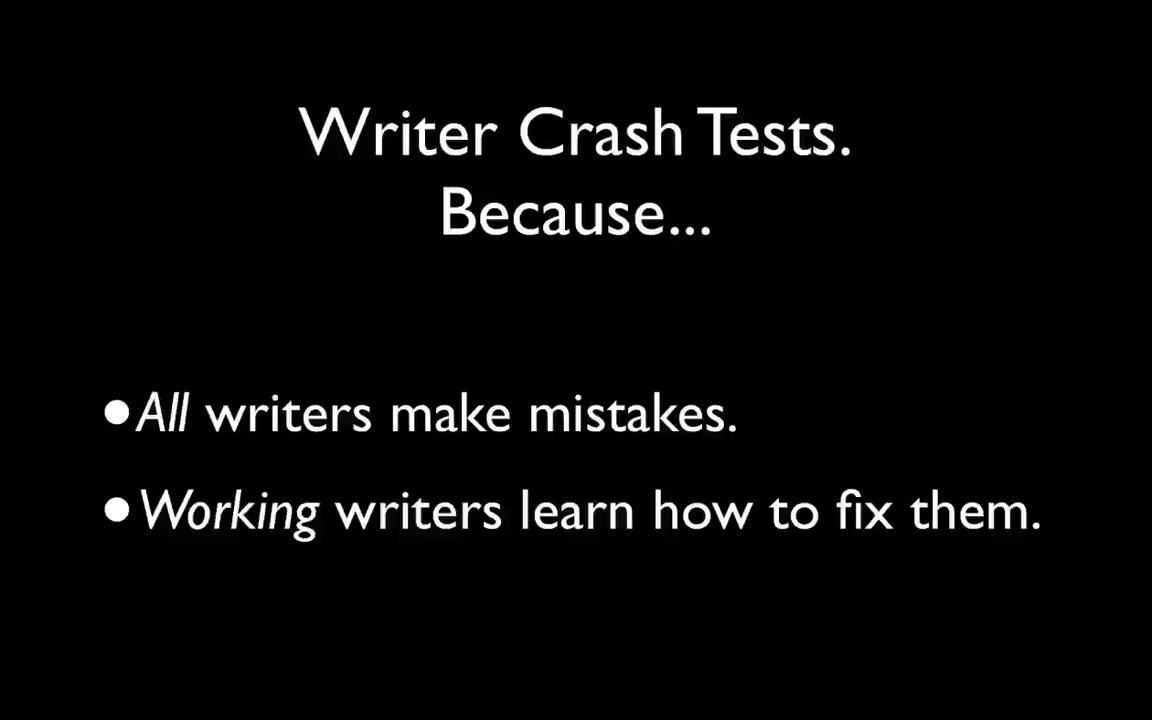 Writer Crash Tests.
Because...
•All writers make mistakes.
•Working writers learn how to fix them.